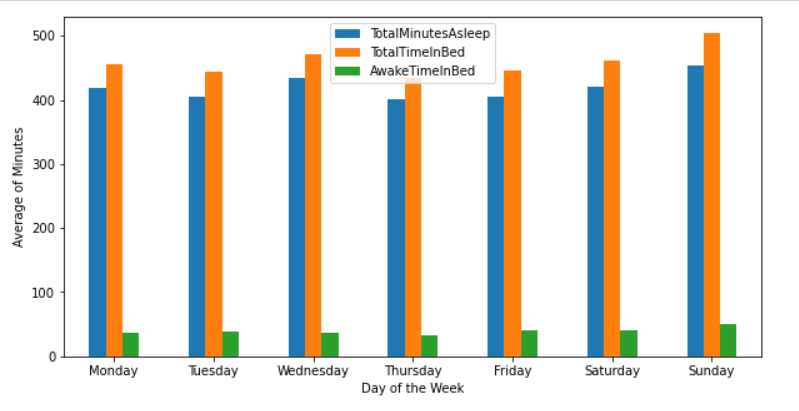 500
400
300
200
100
0
Average of Minutes
TotalMinutesAsleep
TotalTimeInBed
AwakeTimeInBed
Monday Tuesday Wednesday Thursday Friday Saturday Sunday
Day of the Week